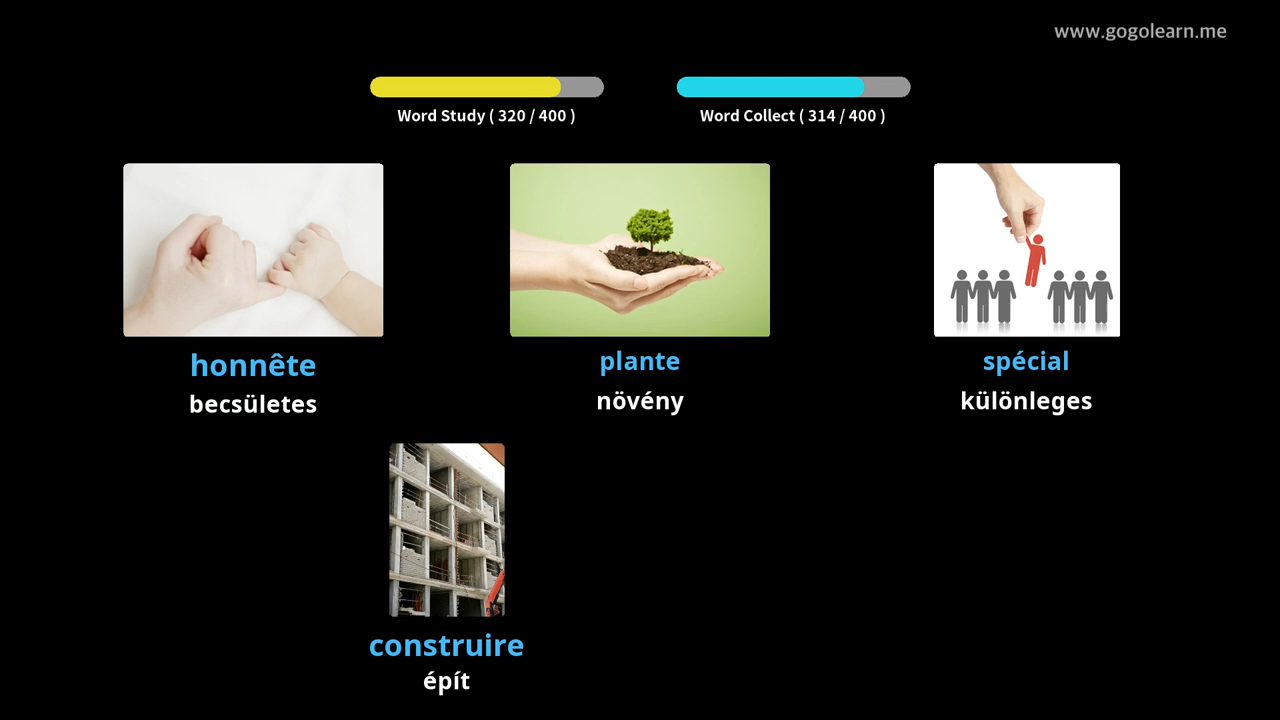 www.gogolearn.me
Word Study ( 320 / 400 )
Word Collect ( 314 / 400 )
honnête
becsületes
plante
növény
spécial
különleges
construire
épít